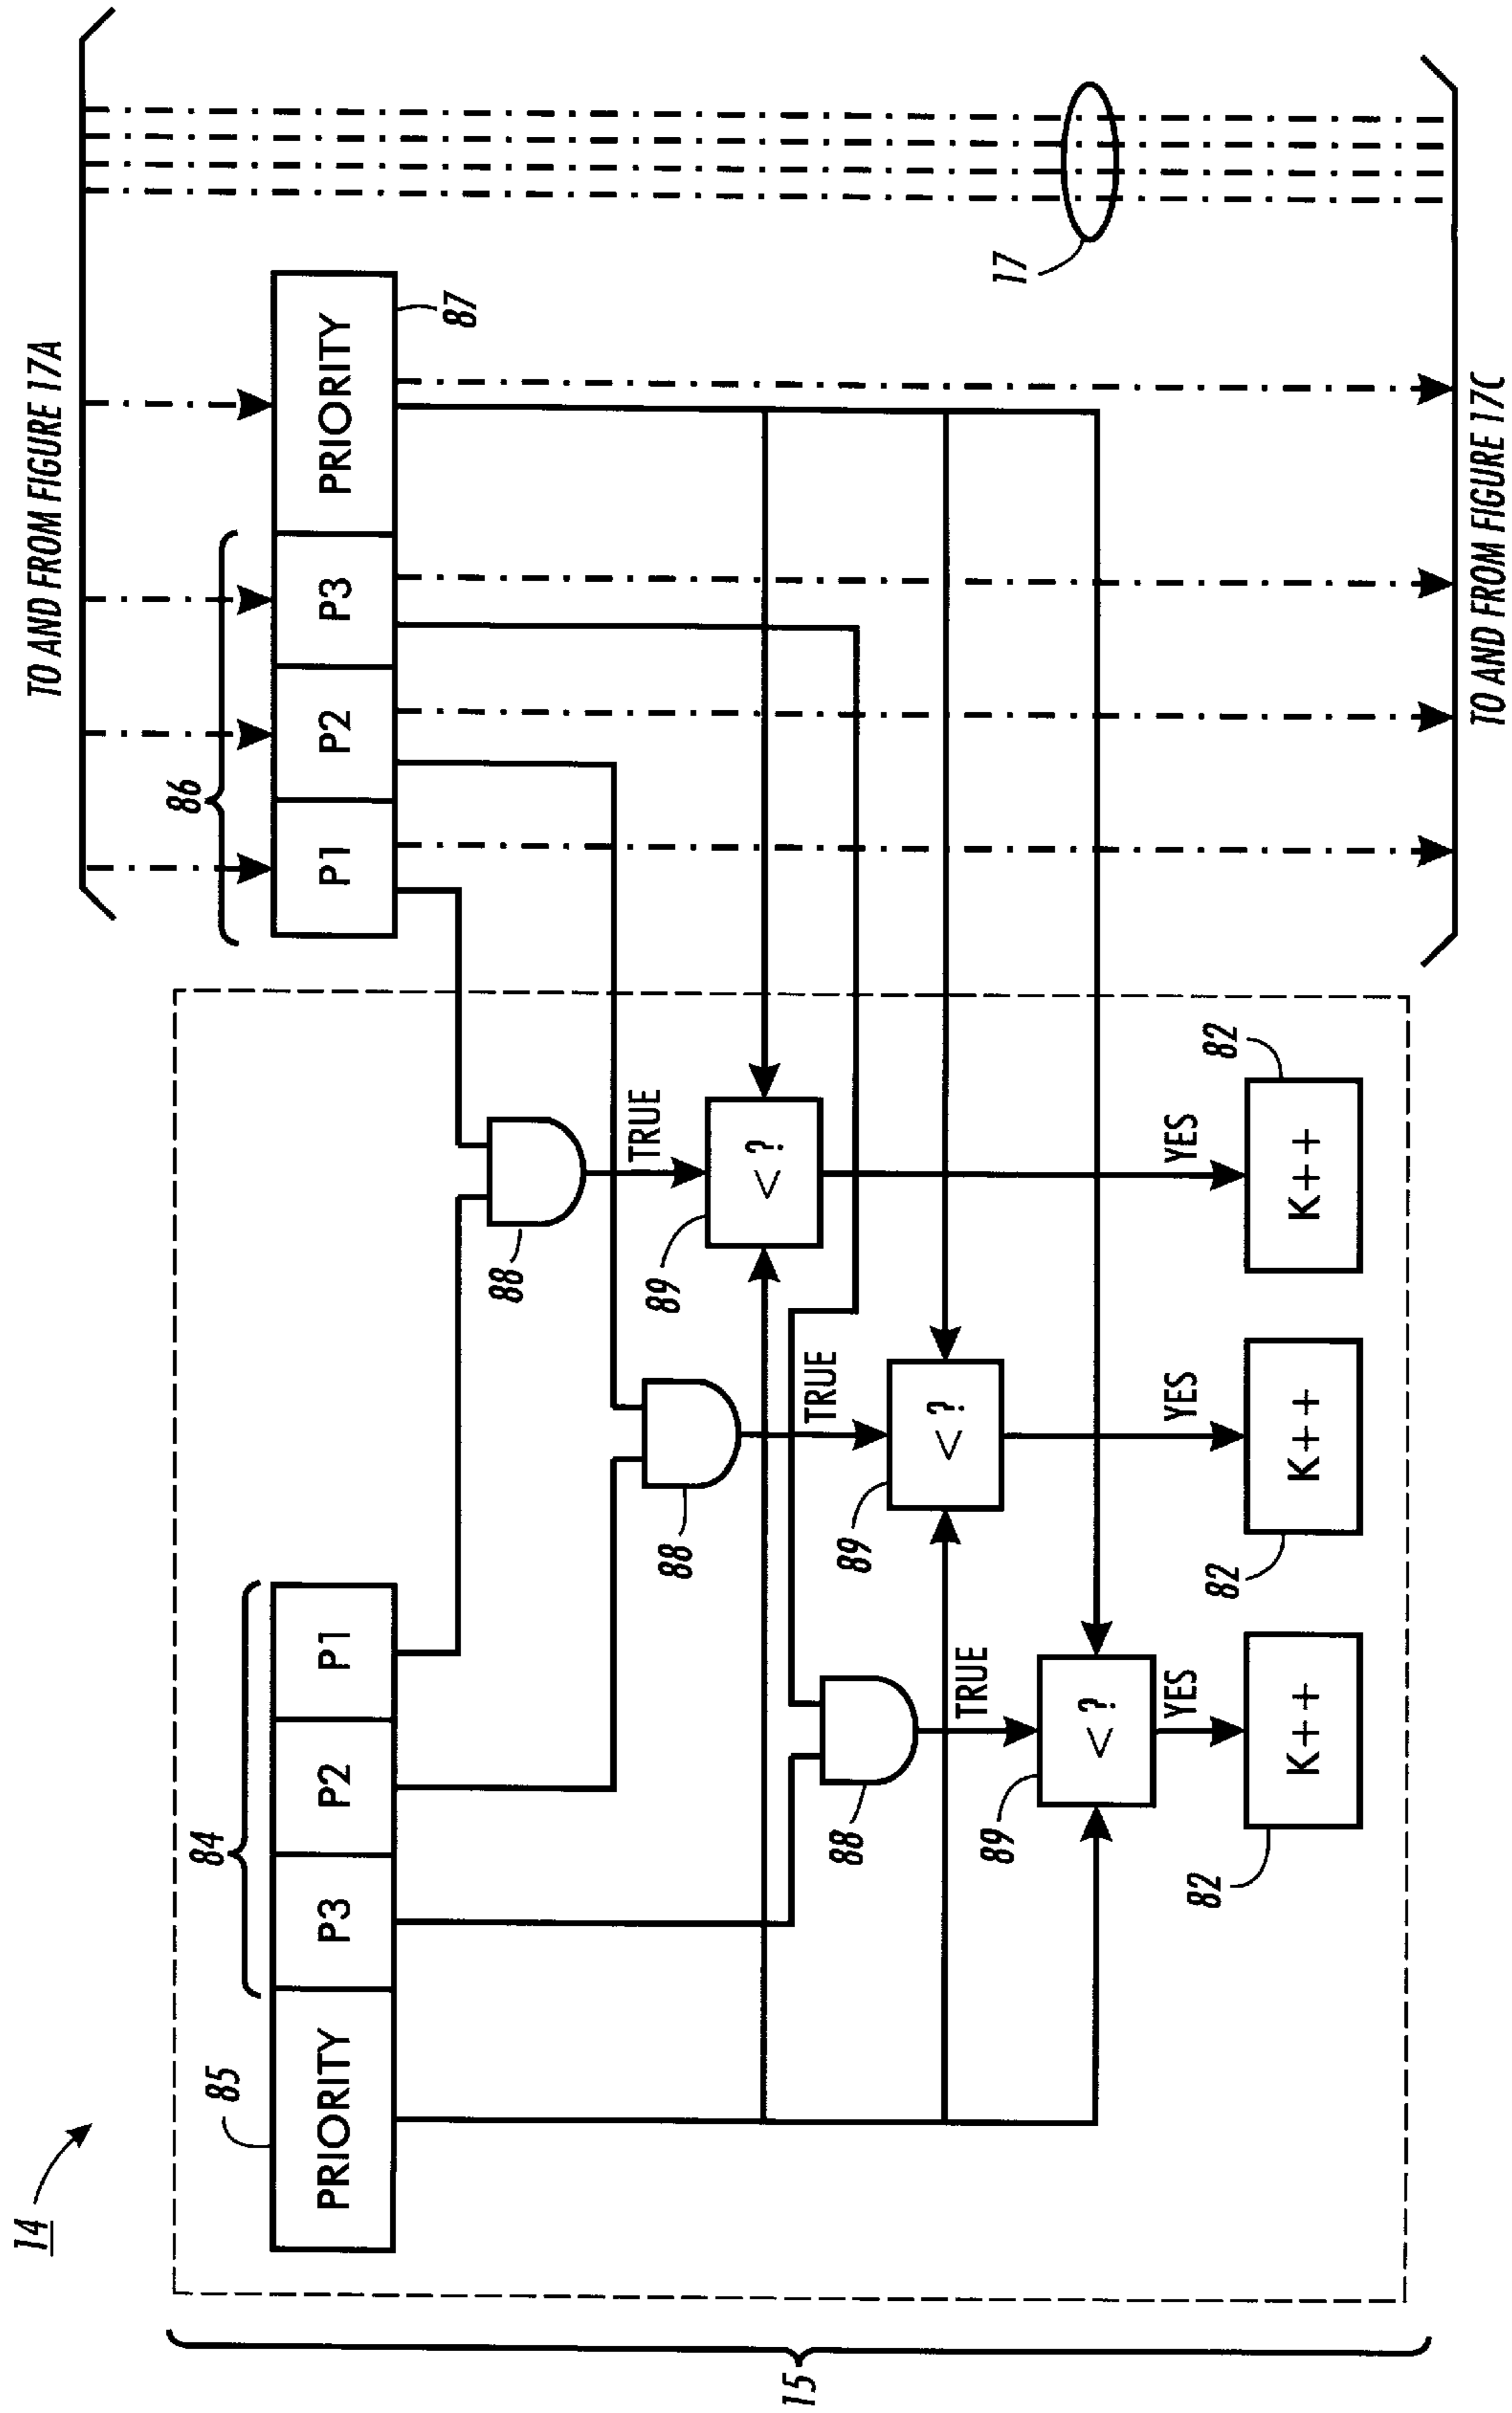 14
TO AND FROM FIGURE 17A
85
84
86
PRIORITY P3 P2 P1
P1 P2 P3 PRIORITY
87
88
TRUE
88
89
< ?
TRUE
88
89
< ?
TRUE
89
< ?
YES
YES
YES
82
82
82
K++
K++
K++
17
15
TO AND FROM FIGURE 17C